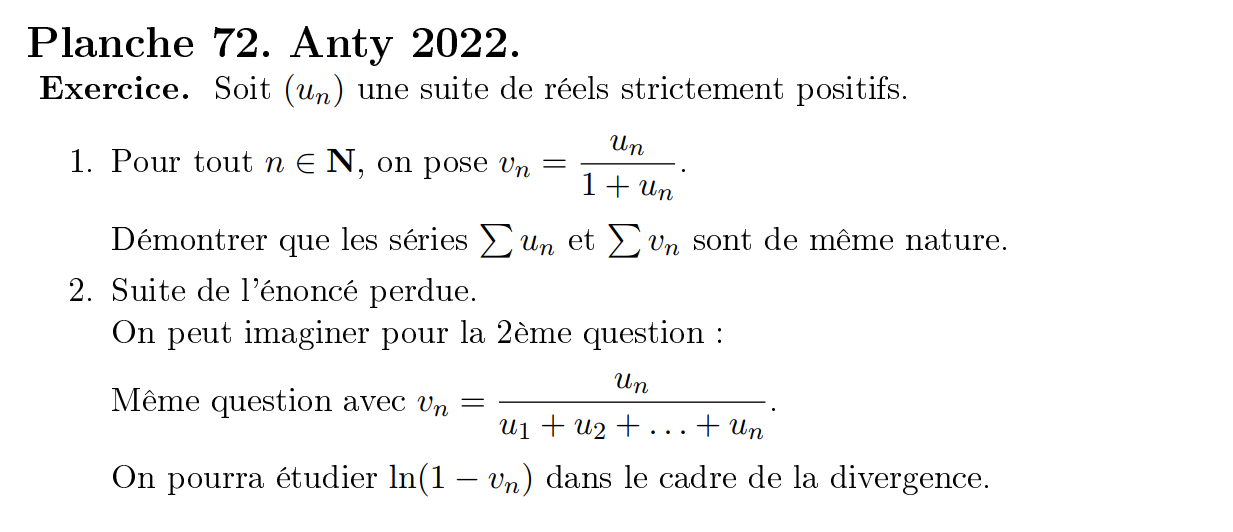 Planche 72. Anty 2022.
Exercice. Soit $(u_n)$ une suite de réels strictement positifs.
1. Pour tout $n \in \mathbf{N}$, on pose $v_n = \dfrac{u_n}{1 + u_n}$.
Démontrer que les séries $\sum u_n$ et $\sum v_n$ sont de même nature.
2. Suite de l'énoncé perdue.
On peut imaginer pour la 2ème question :
Même question avec $v_n = \dfrac{u_n}{u_1 + u_2 + \ldots + u_n}$.
On pourra étudier $\ln(1 - v_n)$ dans le cadre de la divergence.